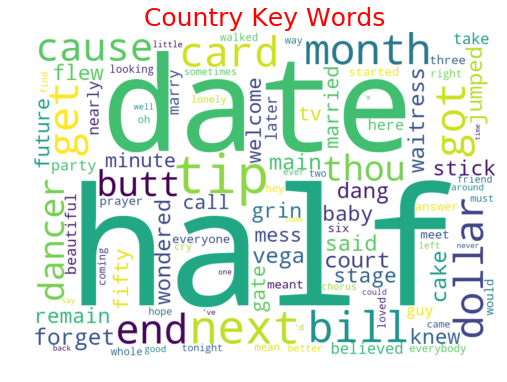 Country Key Words
little
walked
way
take
cause
card
month
looking
sometimes
three
flew
oh
started
right
well
lonely
find
nearly
marry
date
tv
married
here
jumped
get
future
welcome
later
waitress
got
time
party
minute
tip
main
thou
stick
hey
ever
two
friend
around
butt
dang
dancer
beautiful
prayer
call
grin
baby
answer
must
come
six
meet
half
wondered
everyone
mess
said
cake
dollar
cry
vega
court
left
never
fifty
coming
gate
meant
stage
one
chorus
could
loved
guy
would
remain
hope
've
'd
knew
came
say
forget
end
next
bill
believed
everybody
back
whole
good
tonight
mean
better